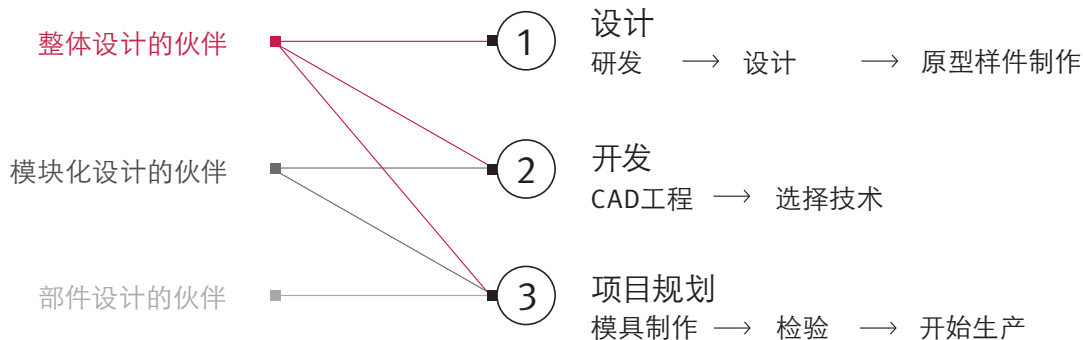 整体设计的伙伴
1
设计
研发 → 设计 → 原型样件制作
模块化设计的伙伴
2
开发
CAD工程 → 选择技术
部件设计的伙伴
3
项目规划
模具制作 → 检验 → 开始生产